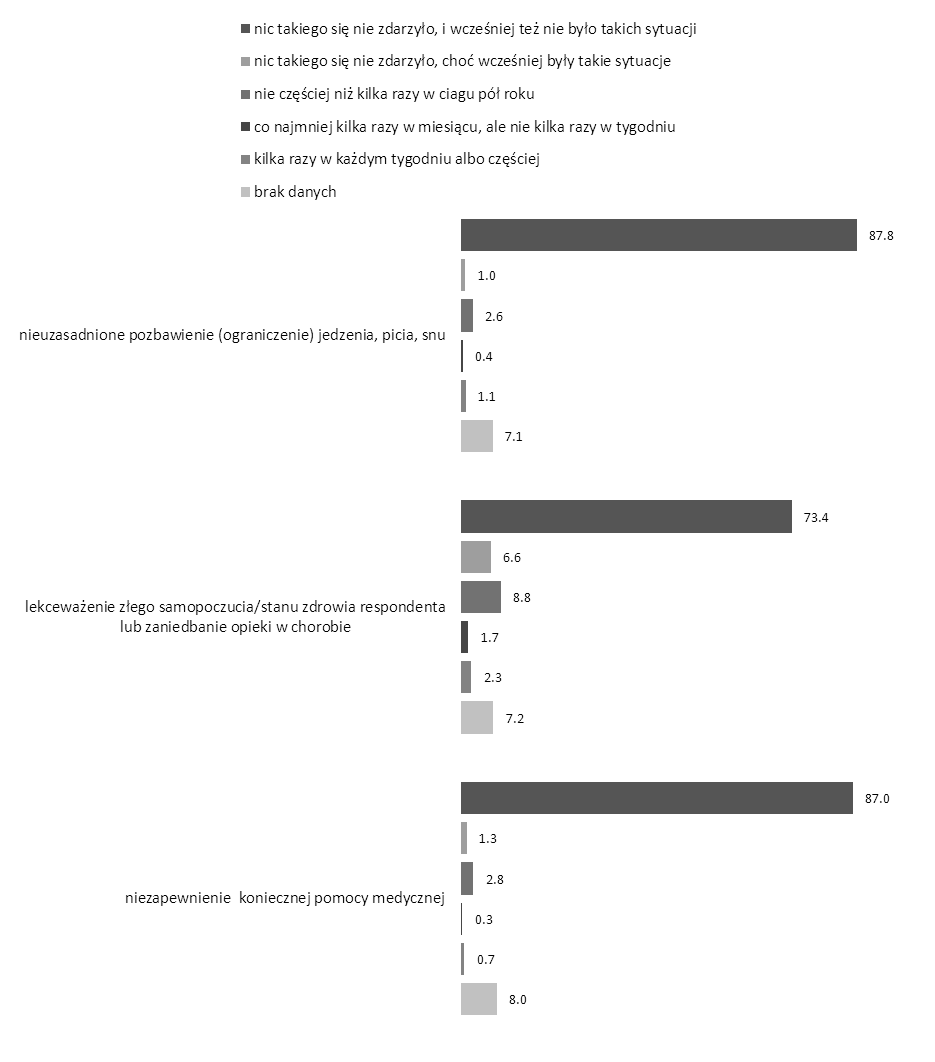 nic takiego się nie zdarzyło, i wcześniej też nie było takich sytuacji
nic takiego się nie zdarzyło, choć wcześniej były takie sytuacje
nie częściej niż kilka razy w ciagu pół roku
co najmniej kilka razy w miesiącu, ale nie kilka razy w tygodniu
kilka razy w każdym tygodniu albo częściej
brak danych
nieuzasadnione pozbawienie (ograniczenie) jedzenia, picia, snu
87.8
1.0
2.6
0.4
1.1
7.1
lekceważenie złego samopoczucia/stanu zdrowia respondenta
lub zaniedbanie opieki w chorobie
73.4
6.6
8.8
1.7
2.3
7.2
niezapewnienie  koniecznej pomocy medycznej
87.0
1.3
2.8
0.3
0.7
8.0